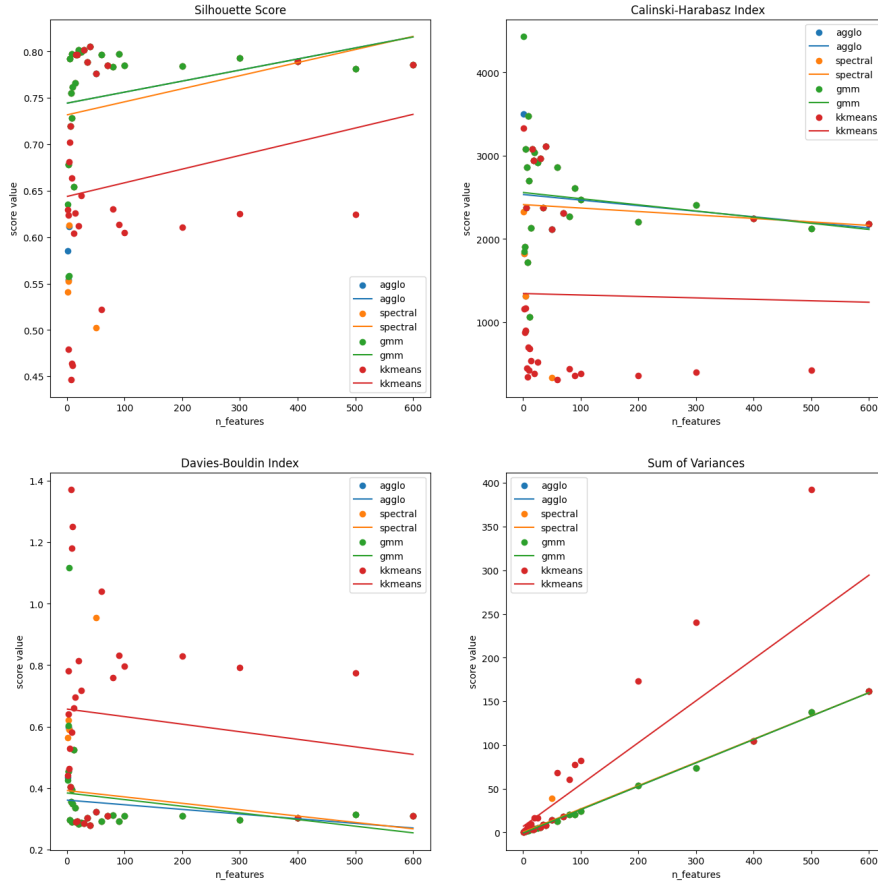 Silhouette Score
score value
0.80
0.75
0.70
0.65
0.60
0.55
0.50
0.45
agglo
agglo
spectral
spectral
gmm
gmm
kkmeans
kkmeans
0 100 200 300 400 500 600
n_features
Calinski-Harabasz Index
score value
4000
3000
2000
1000
agglo
agglo
spectral
spectral
gmm
gmm
kkmeans
kkmeans
0 100 200 300 400 500 600
n_features
Davies-Bouldin Index
score value
1.4
1.2
1.0
0.8
0.6
0.4
0.2
agglo
agglo
spectral
spectral
gmm
gmm
kkmeans
kkmeans
0 100 200 300 400 500 600
n_features
Sum of Variances
score value
400
350
300
250
200
150
100
50
0
agglo
agglo
spectral
spectral
gmm
gmm
kkmeans
kkmeans
0 100 200 300 400 500 600
n_features